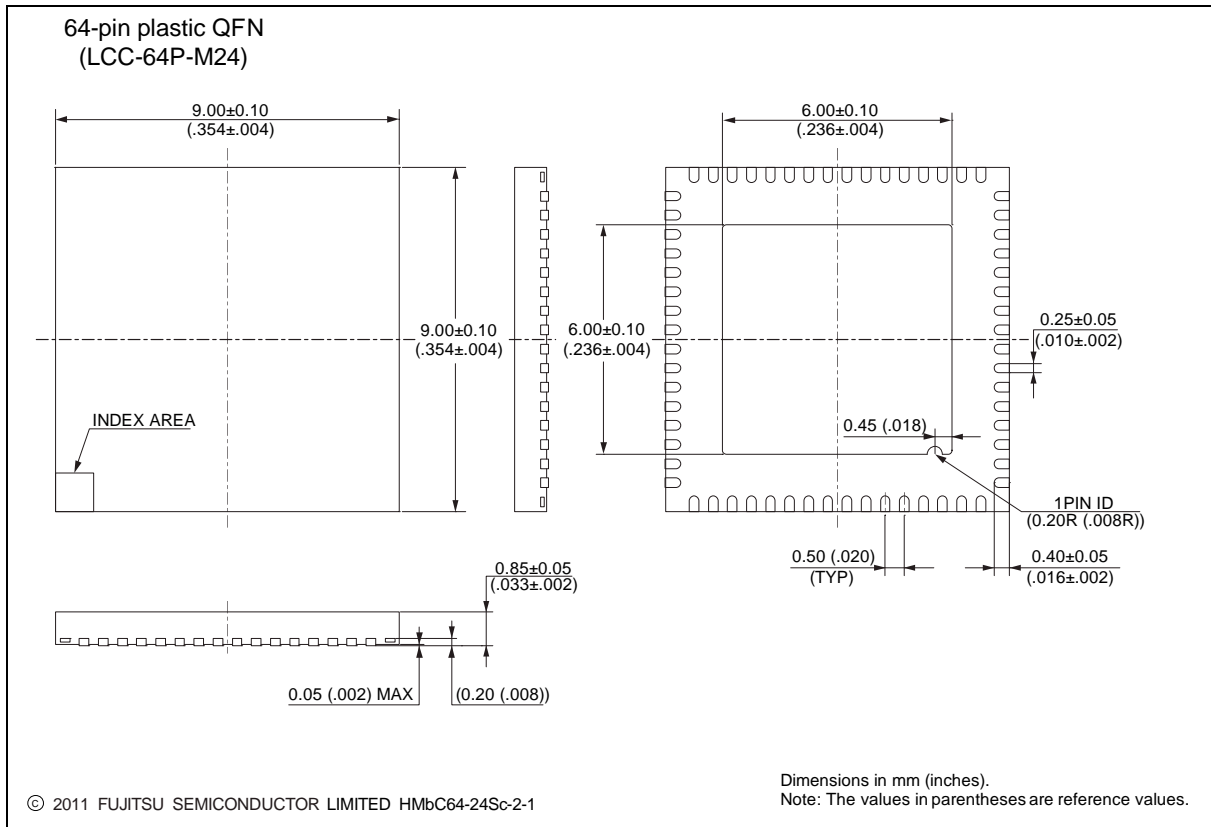 64-pin plastic QFN
(LCC-64P-M24)
9.00±0.10
(.354±.004)
6.00±0.10
(.236±.004)
9.00±0.10
(.354±.004)
6.00±0.10
(.236±.004)
0.25±0.05
(.010±.002)
INDEX AREA
0.45 (.018)
1PIN ID
(0.20R (.008R))
0.85±0.05
(.033±.002)
0.50 (.020)
(TYP)
0.40±0.05
(.016±.002)
0.05 (.002) MAX
(0.20 (.008))
© 2011 FUJITSU SEMICONDUCTOR LIMITED HMbC64-24Sc-2-1
Dimensions in mm (inches).
Note: The values in parentheses are reference values.